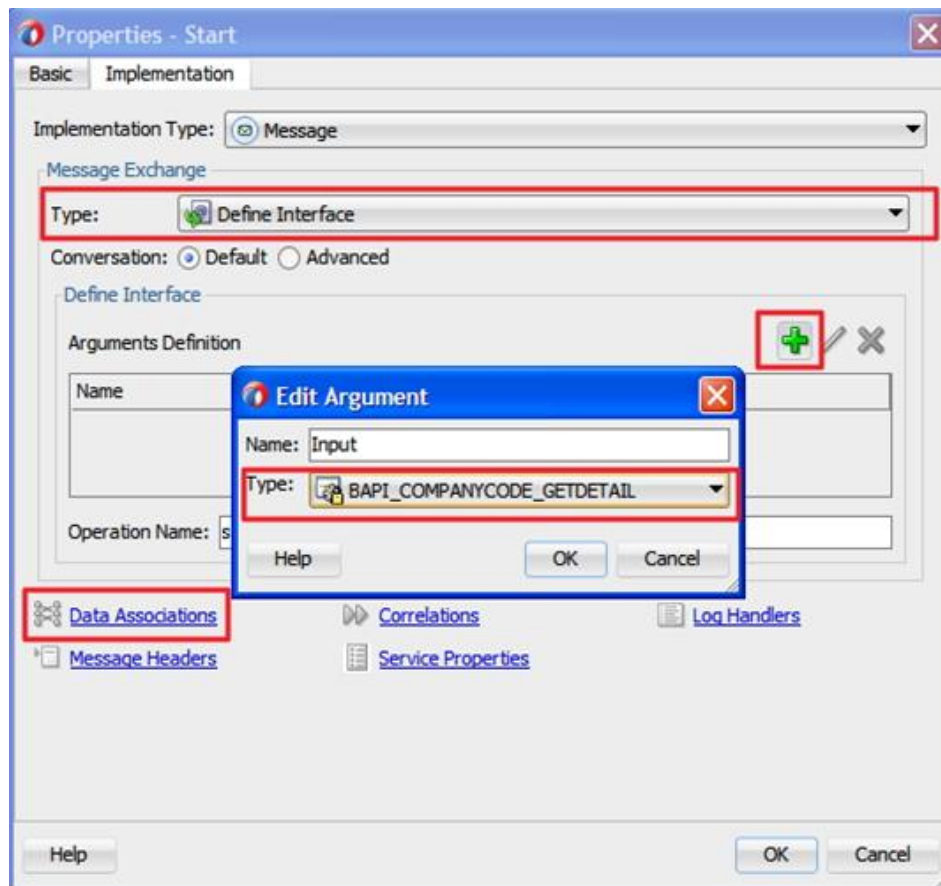 Properties - Start
Basic Implementation
Implementation Type: Message
Message Exchange
Type: Define Interface
Conversation: Default Advanced
Define Interface
Arguments Definition
Name
Edit Argument
Name: Input
Type: BAPI_COMPANYCODE_GETDETAIL
Operation Name: s
Help OK Cancel
Data Associations Correlations Log Handlers
Message Headers Service Properties
Help OK Cancel